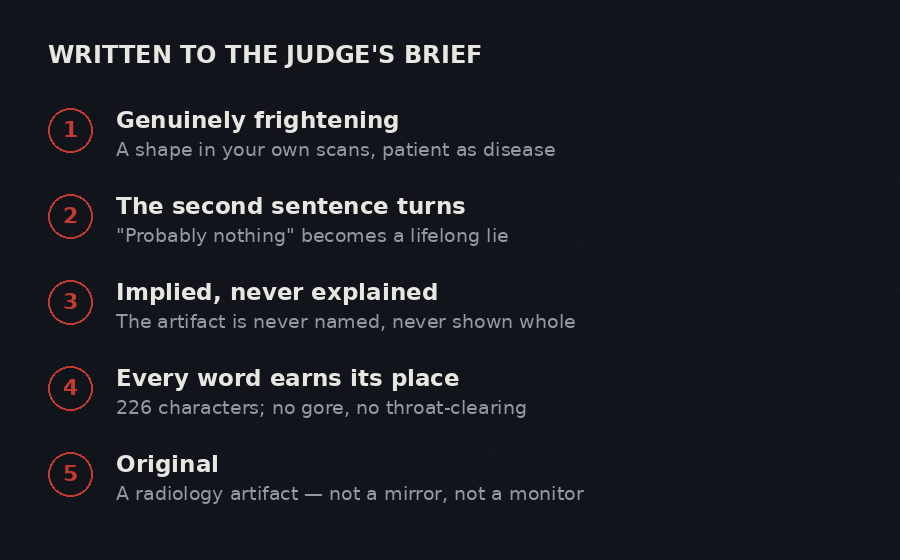 WRITTEN TO THE JUDGE'S BRIEF
1
Genuinely frightening
A shape in your own scans, patient as disease
2
The second sentence turns
"Probably nothing" becomes a lifelong lie
3
Implied, never explained
The artifact is never named, never shown whole
4
Every word earns its place
226 characters; no gore, no throat-clearing
5
Original
A radiology artifact — not a mirror, not a monitor